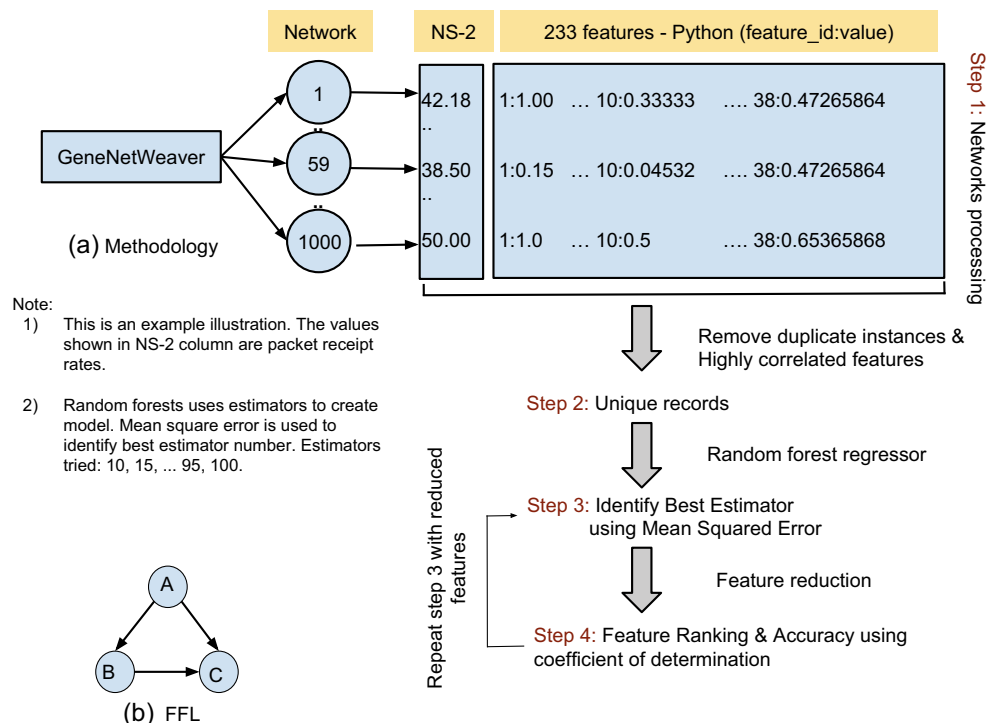 Network
NS-2
233 features - Python (feature_id:value)
GeneNetWeaver
1
..
59
..
1000
42.18
..
38.50
..
50.00
1:1.00 … 10:0.33333 …. 38:0.47265864
1:0.15 … 10:0.04532 …. 38:0.47264
1:1.0 … 10:0.5 …. 38:0.65365868
Step 1: Networks processing
(a) Methodology
Note:
1) This is an example illustration. The values
shown in NS-2 column are packet receipt
rates.
2) Random forests uses estimators to create
model. Mean square error is used to
identify best estimator number. Estimators
tried: 10, 15, ... 95, 100.
Remove duplicate instances &
Highly correlated features
Step 2: Unique records
Random forest regressor
Step 3: Identify Best Estimator
using Mean Squared Error
Feature reduction
Step 4: Feature Ranking & Accuracy using
coefficient of determination
Repeat step 3 with reduced
features
A
B
C
(b) FFL